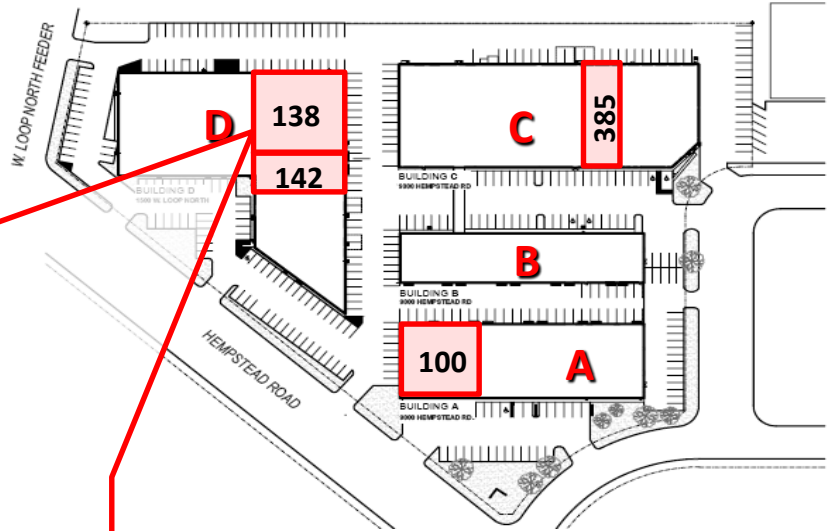 W. LOOP NORTH FEEDER
D
138
142
BUILDING D
1500 W. LOOP NORTH
C
385
BUILDING C
9300 HEMPSTEAD RD
B
BUILDING B
9000 HEMPSTEAD RD
100
A
BUILDING A
9000 HEMPSTEAD RD.
HEMPSTEAD ROAD